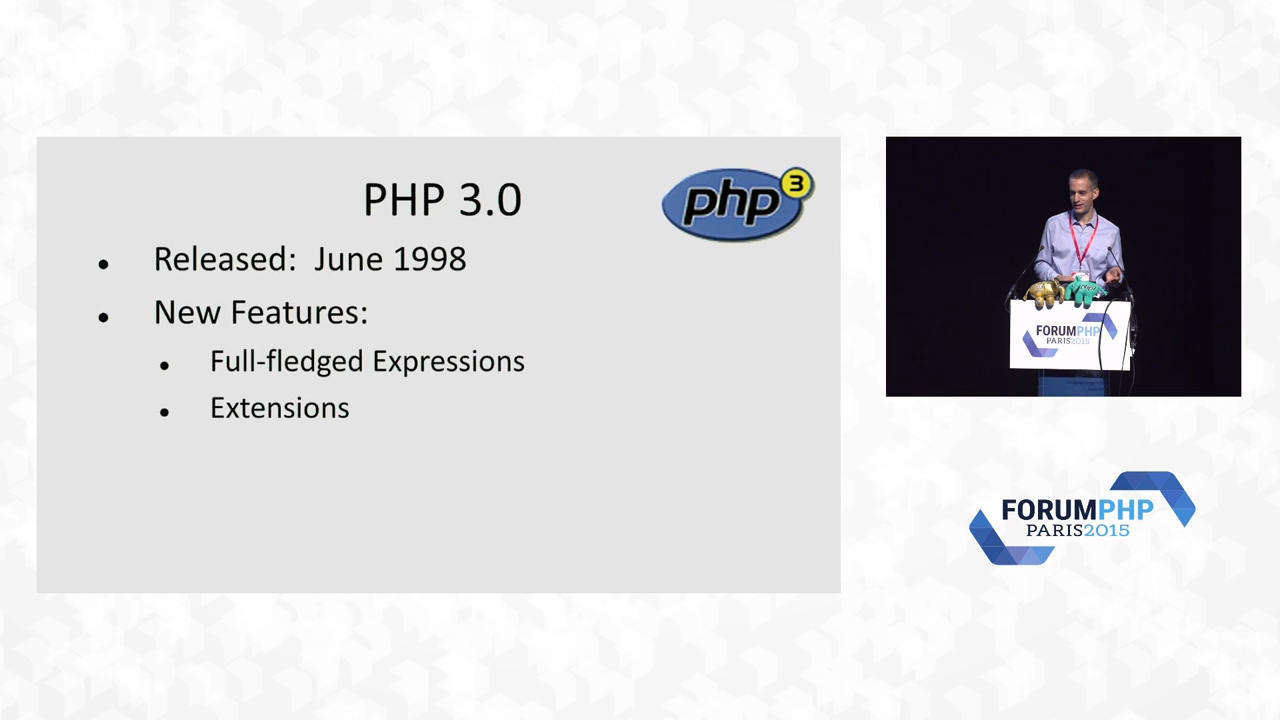 PHP 3.0
php3
Released: June 1998
New Features:
Full-fledged Expressions
Extensions
FORUMPHP
PARIS2015
FORUMPHP
PARIS2015